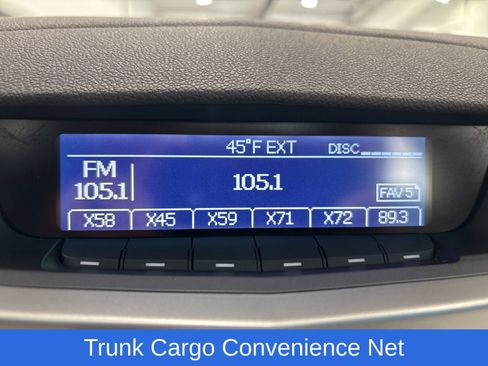 45°F EXT DISC_ _ _ _ _ _
FM
105.1 105.1 FAV 5
X58 X45 X59 X71 X72 89.3
Trunk Cargo Convenience Net